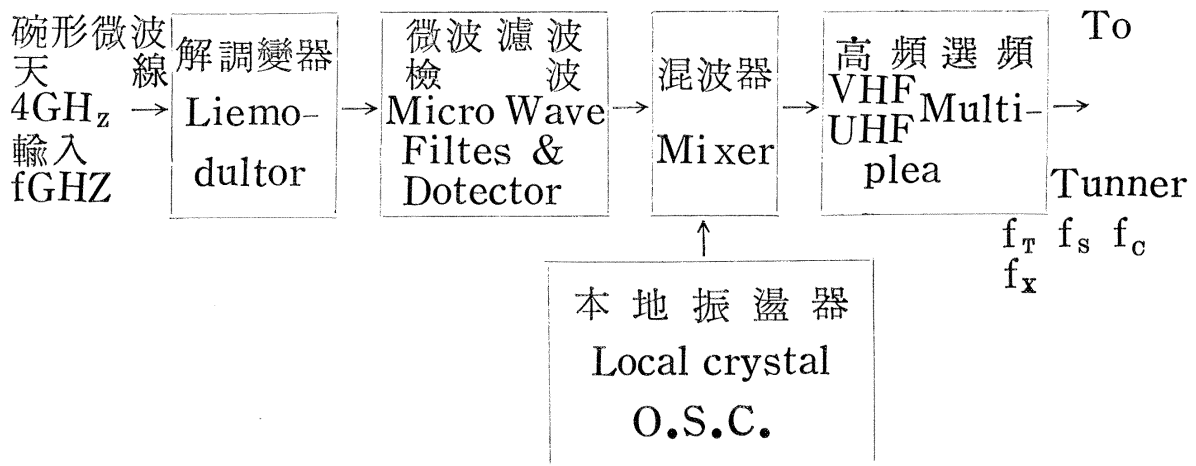 碗形微波
天線
4GHz
輸入
fGHZ
解調變器
Liemo-
dultor
微波濾波
檢波
Micro Wave
Filtes &
Dotector
混波器
Mixer
高頻選頻
VHF
UHF
Multi-
plea
To
Tunner
fT fS fC
fX
本地振盪器
Local crystal
O.S.C.